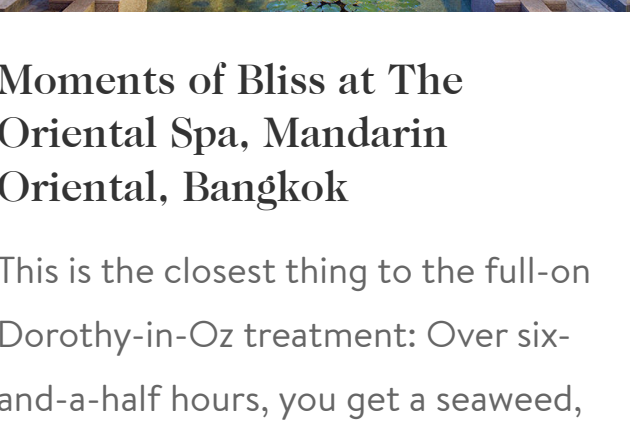 Moments of Bliss at The
Oriental Spa, Mandarin
Oriental, Bangkok
This is the closest thing to the full-on
Dorothy-in-Oz treatment: Over six-
and-a-half hours, you get a seaweed,